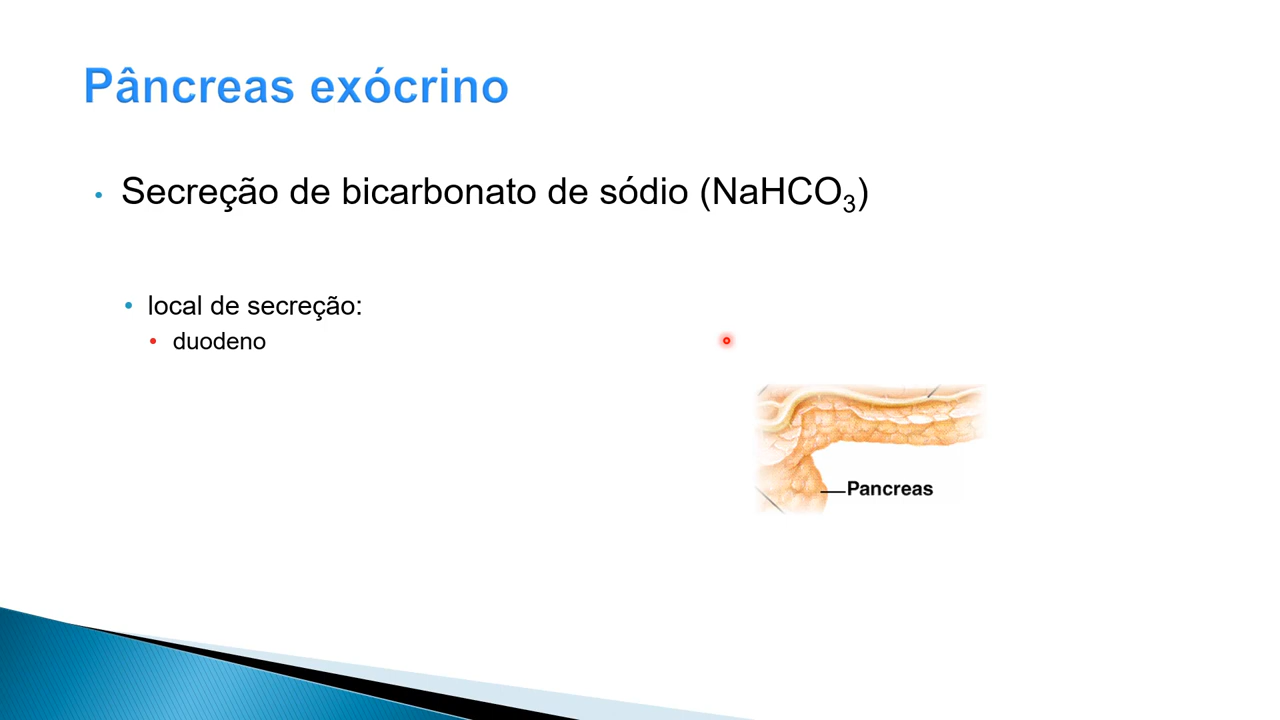 Pâncreas exócrino
• Secreção de bicarbonato de sódio (NaHCO₃)
• local de secreção:
• duodeno
Pancreas